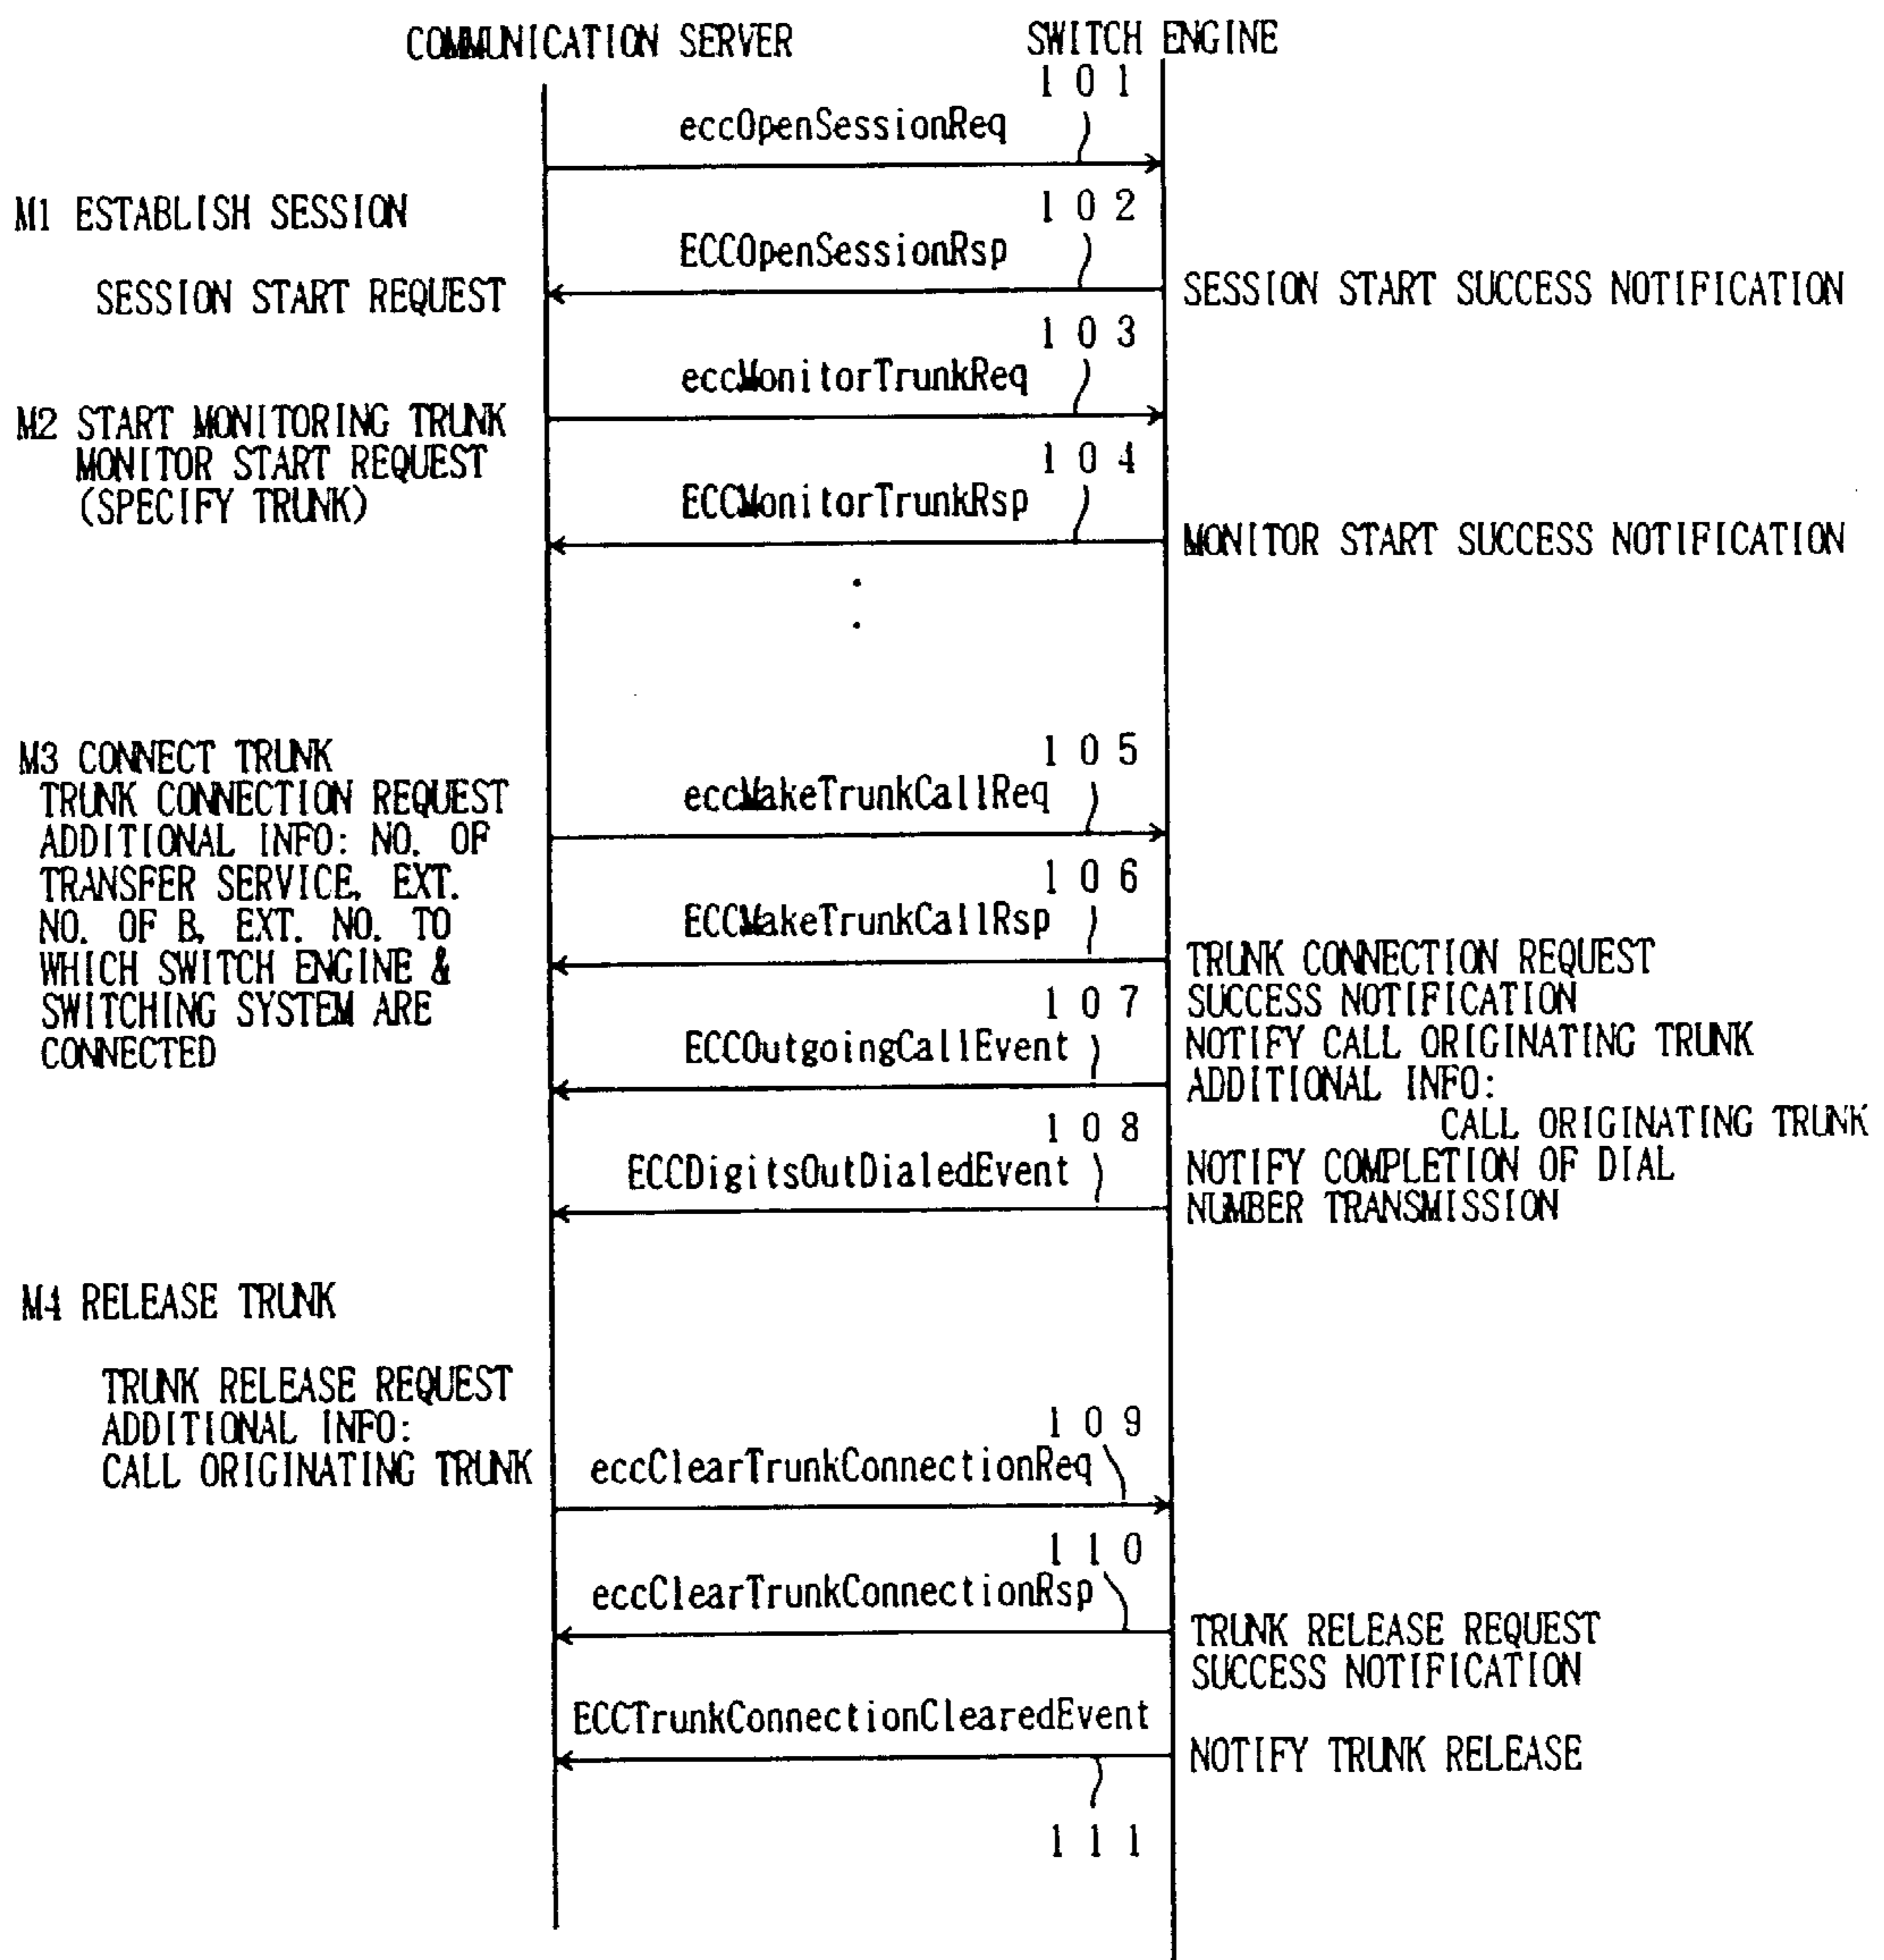 COMMUNICATION SERVER
SWITCH ENGINE
101
eccOpenSessionReq
M1 ESTABLISH SESSION
102
ECCOpenSessionRsp
SESSION START REQUEST
SESSION START SUCCESS NOTIFICATION
103
eccMonitorTrunkReq
M2 START MONITORING TRUNK
MONITOR START REQUEST
(SPECIFY TRUNK)
104
ECCMonitorTrunkRsp
MONITOR START SUCCESS NOTIFICATION
M3 CONNECT TRUNK
TRUNK CONNECTION REQUEST
ADDITIONAL INFO: NO. OF
TRANSFER SERVICE, EXT.
NO. OF B, EXT. NO. TO
WHICH SWITCH ENGINE &
SWITCHING SYSTEM ARE
CONNECTED
105
eccMakeTrunkCallReq
106
ECCMakeTrunkCallRsp
TRUNK CONNECTION REQUEST
SUCCESS NOTIFICATION
107
ECCOutgoingCallEvent
NOTIFY CALL ORIGINATING TRUNK
ADDITIONAL INFO:
CALL ORIGINATING TRUNK
108
ECCDigitsOutDialedEvent
NOTIFY COMPLETION OF DIAL
NUMBER TRANSMISSION
M4 RELEASE TRUNK
TRUNK RELEASE REQUEST
ADDITIONAL INFO:
CALL ORIGINATING TRUNK
109
eccClearTrunkConnectionReq
110
eccClearTrunkConnectionRsp
TRUNK RELEASE REQUEST
SUCCESS NOTIFICATION
ECCTrunkConnectionClearedEvent
NOTIFY TRUNK RELEASE
111